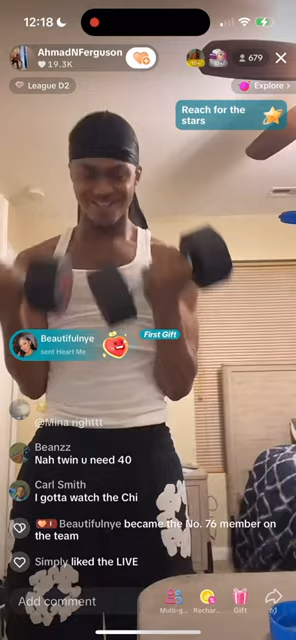 12:18
AhmadNFerguson
19.3K
679
League D2
Explore >
Reach for the
stars
First Gift
Beautifulnye
sent Heart Me
@Mina righttt
Beanzz
Nah twin u need 40
Carl Smith
I gotta watch the Chi
1 Beautifulnye became the No. 76 member on
the team
Simply liked the LIVE
Add comment
Multi-g...
Rechar...
Gift